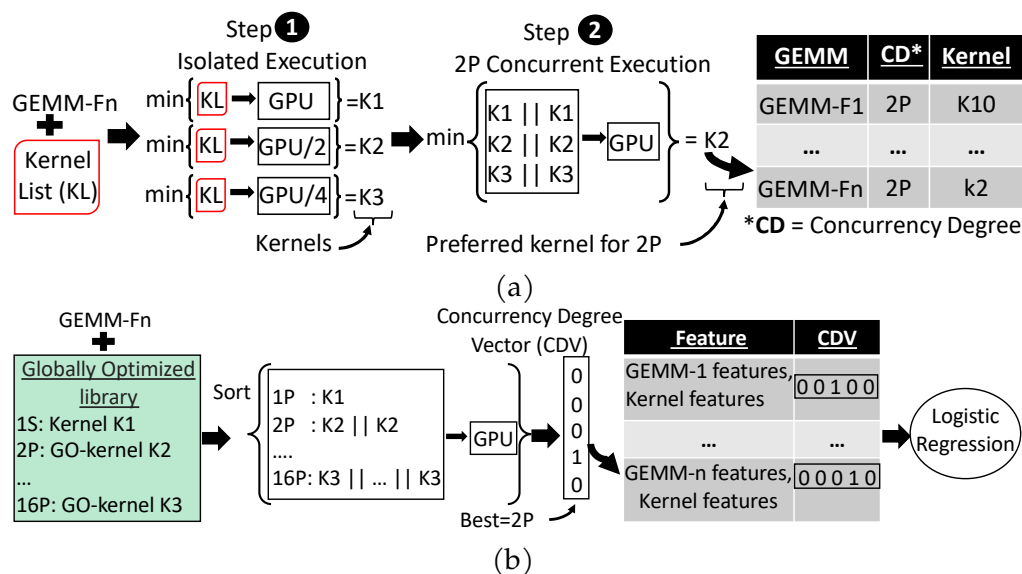 Step 1
Isolated Execution
GEMM-Fn
Kernel
List (KL)
min { KL GPU } =K1
min { KL GPU/2 } =K2
min { KL GPU/4 } =K3
Kernels
Step 2
2P Concurrent Execution
min
K1 || K1
K2 || K2
K3 || K3
GPU
= K2
Preferred kernel for 2P
GEMM CD* Kernel
GEMM-F1 2P K10
... ... ...
GEMM-Fn 2P k2
*CD = Concurrency Degree
(a)
GEMM-Fn
Globally Optimized
library
1S: Kernel K1
2P: GO-kernel K2
...
16P: GO-kernel K3
Sort
1P : K1
2P : K2 || K2
....
16P: K3 || ... || K3
GPU
Concurrency Degree
Vector (CDV)
0
0
0
1
0
Best=2P
Feature CDV
GEMM-1 features,
Kernel features
0 0 1 0 0
... ...
GEMM-n features,
Kernel features
0 0 0 1 0
Logistic
Regression
(b)